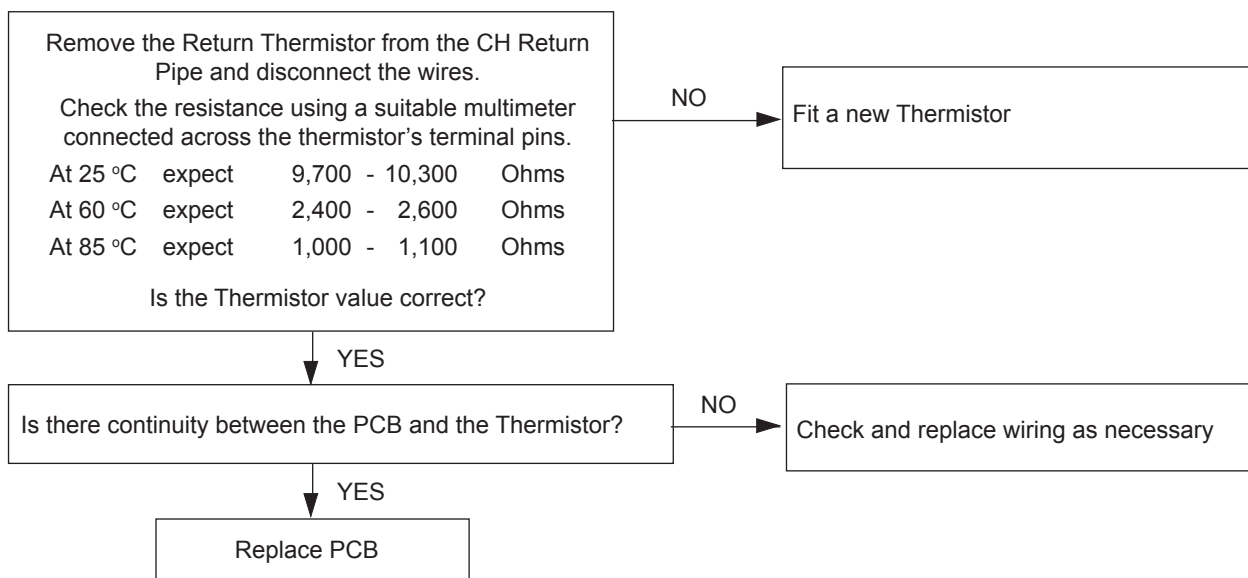 Remove the Return Thermistor from the CH Return
Pipe and disconnect the wires.
Check the resistance using a suitable multimeter
connected across the thermistor's terminal pins.
At 25 °C expect 9,700 - 10,300 Ohms
At 60 °C expect 2,400 - 2,600 Ohms
At 85 °C expect 1,000 - 1,100 Ohms
Is the Thermistor value correct?
NO
Fit a new Thermistor
YES
Is there continuity between the PCB and the Thermistor?
NO
Check and replace wiring as necessary
YES
Replace PCB